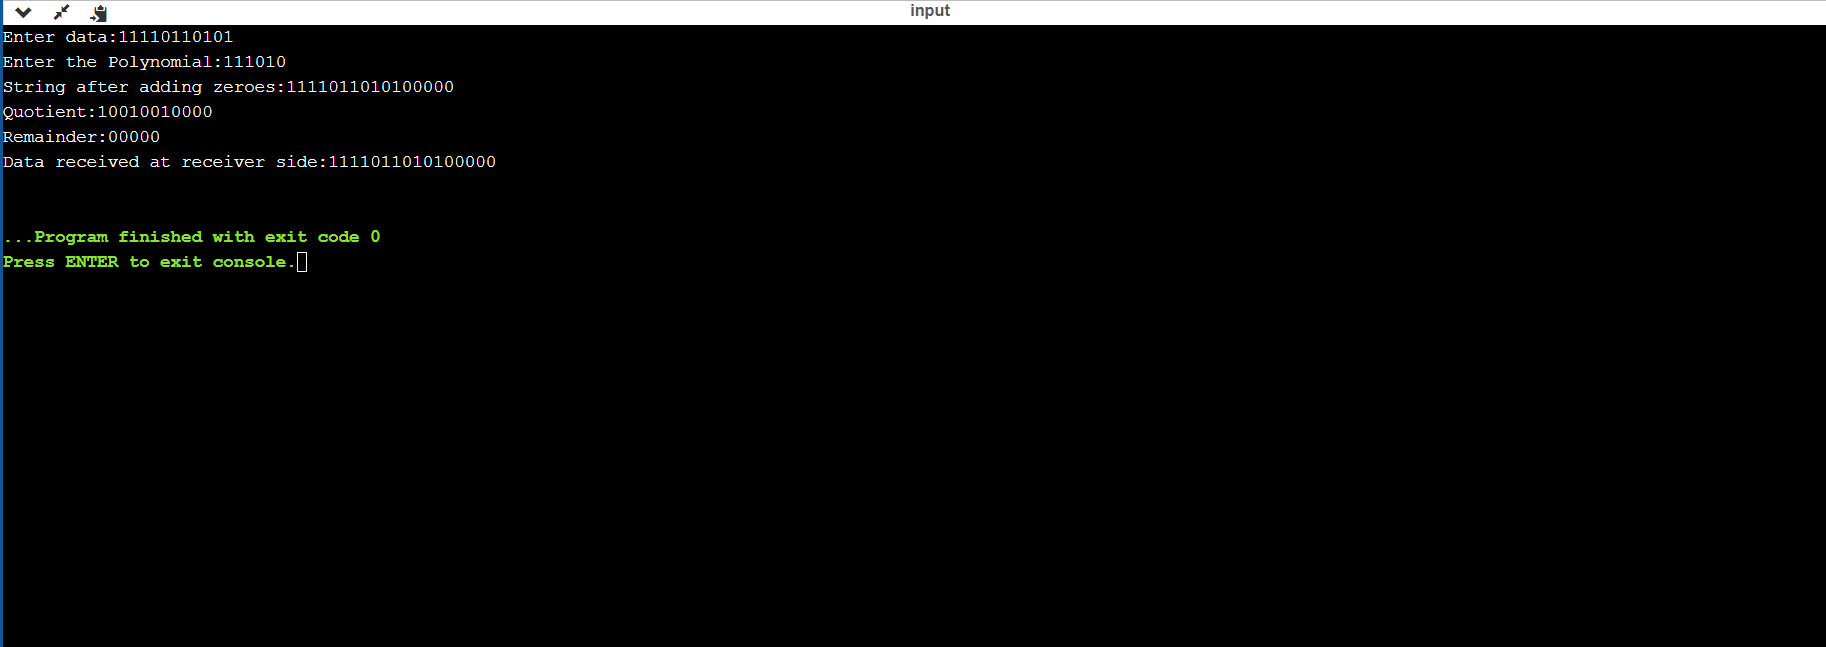 input
Enter data:11110110101
Enter the Polynomial:111010
String after adding zeroes:1111011010100000
Quotient:10010010000
Remainder:00000
Data received at receiver side:1111011010100000
...Program finished with exit code 0
Press ENTER to exit console.